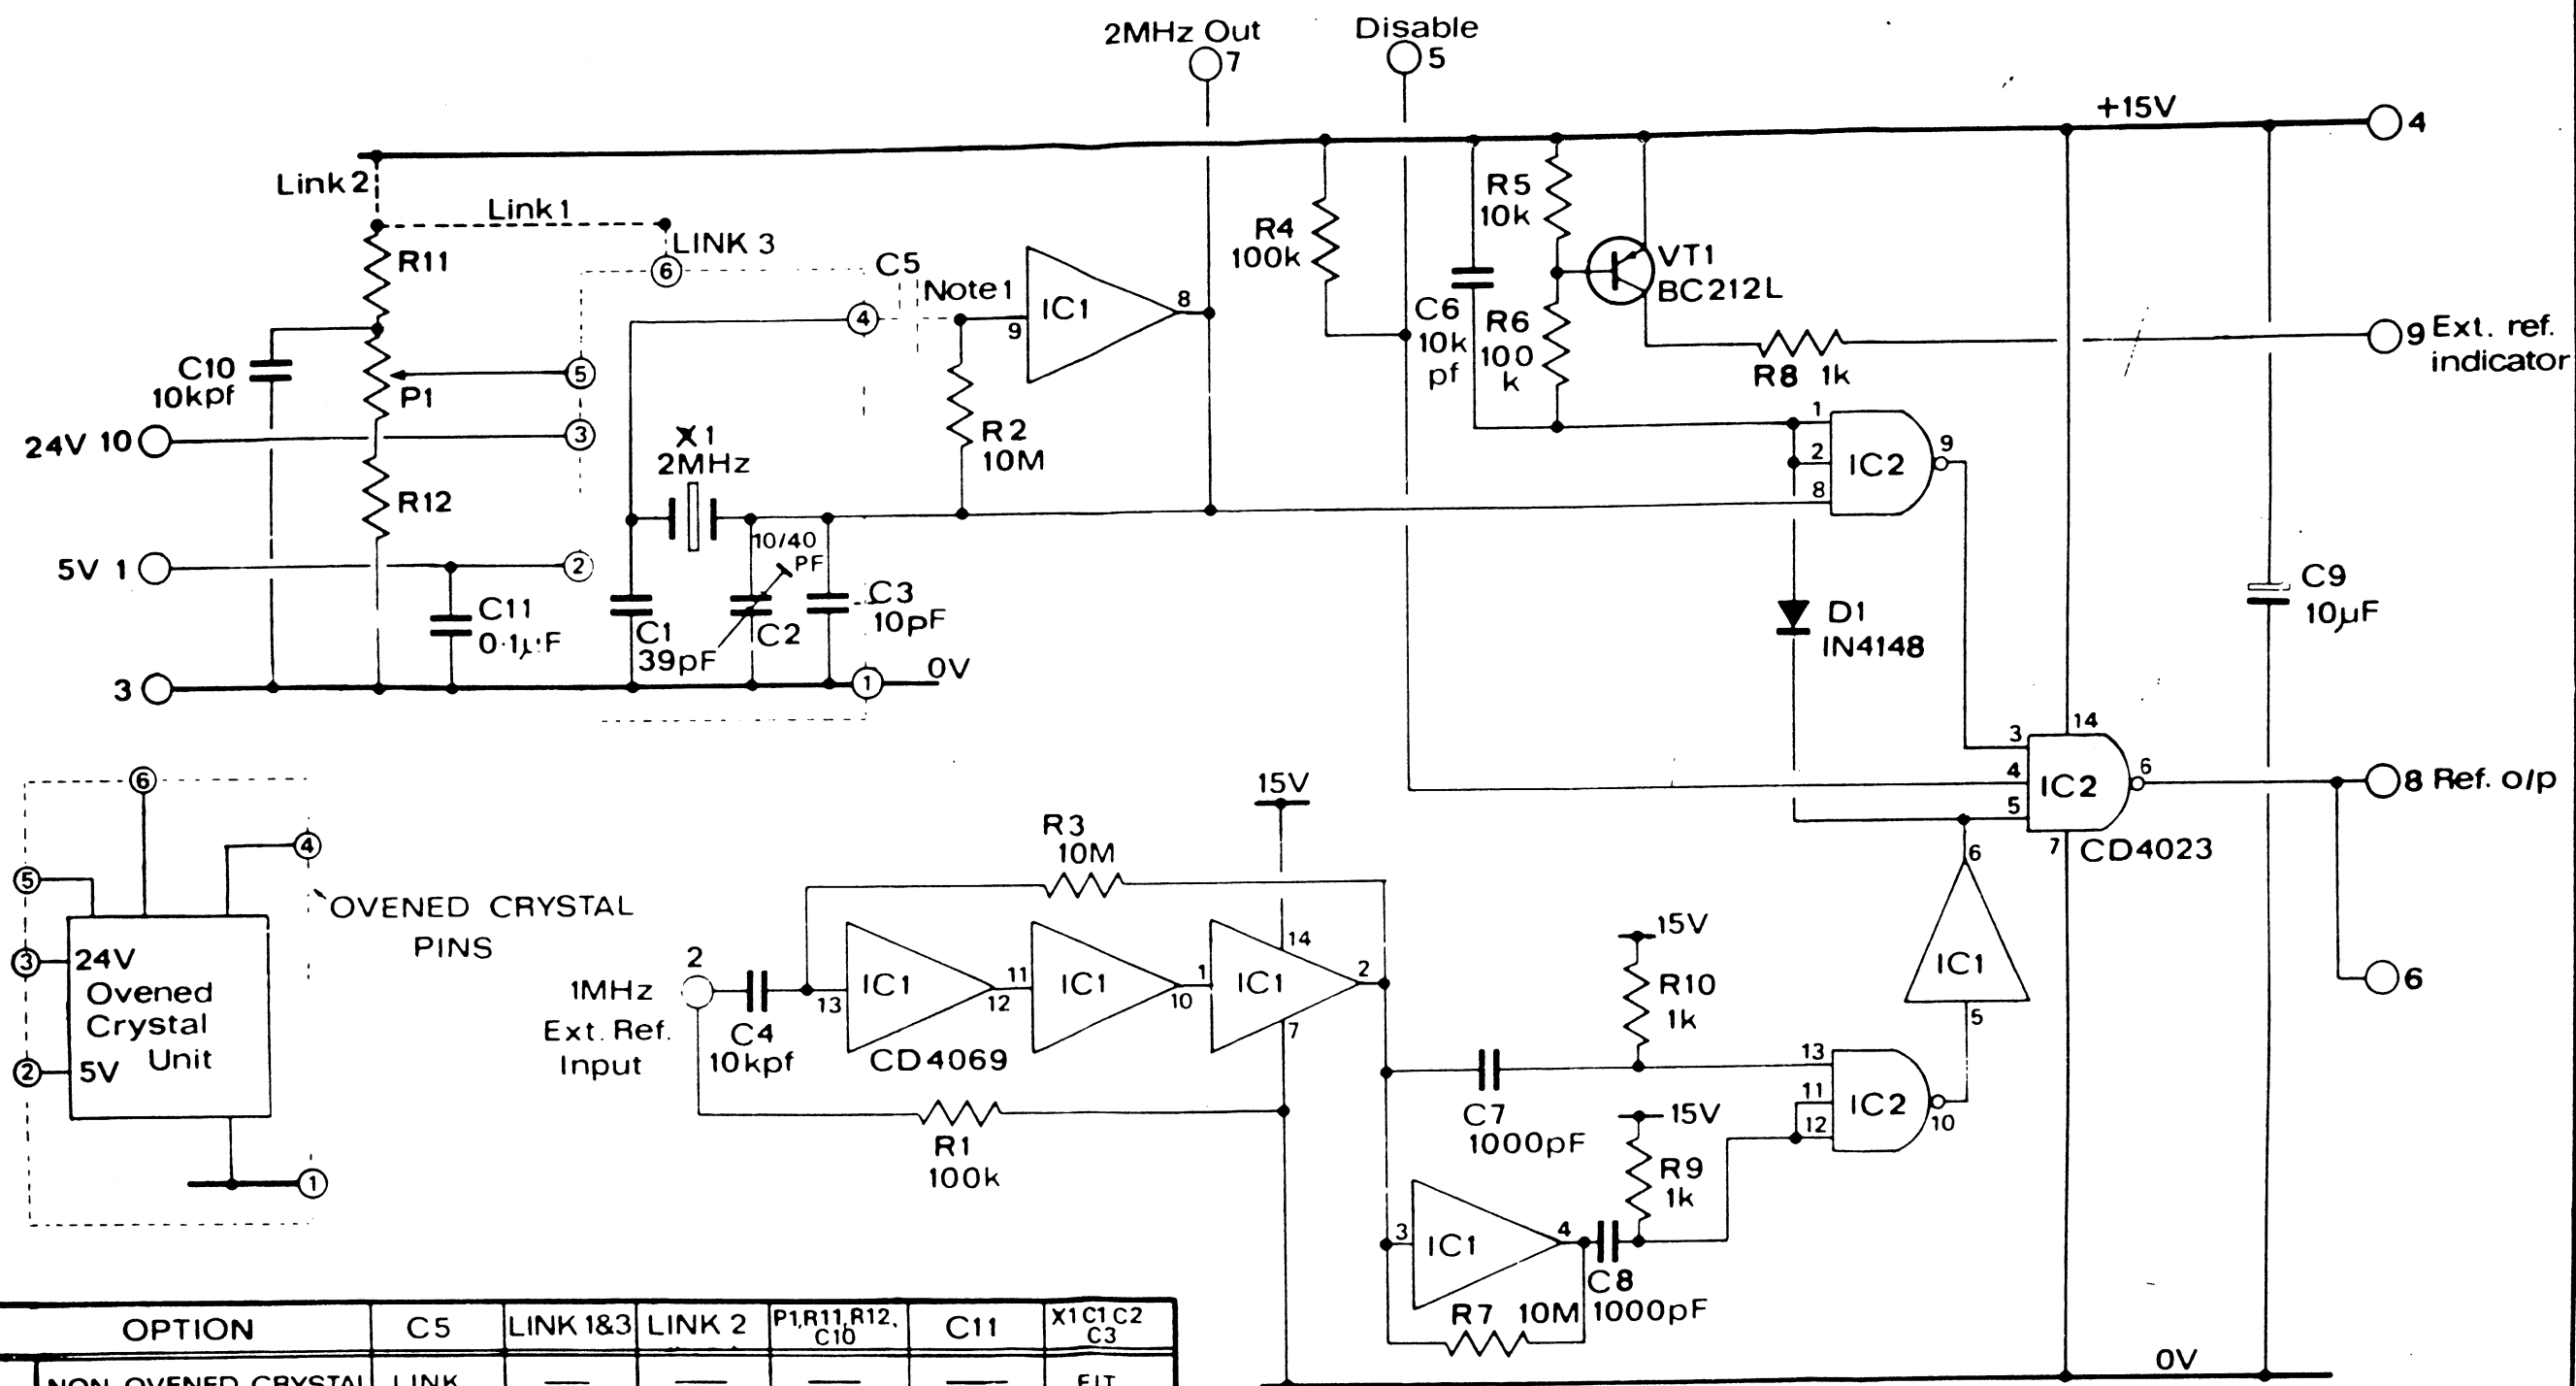 2MHz Out
7
Disable
5
+15V
4
Link 2
Link 1
LINK 3
6
R11
C5
Note 1
4
IC1
9
8
R4
100k
R5
10k
VT1
BC212L
C6
10k
pf
R6
100
k
9 Ext. ref.
indicator
R8 1k
C10
10kpf
P1
5
24V 10
3
X1
2MHz
R2
10M
1
2
8
IC2
9
R12
5V 1
2
10/40
PF
C11
0·1µF
C1
39pF
C2
C3
10pF
D1
IN4148
C9
10µF
3
1
0V
14
3
4
5
IC2
6
7
CD4023
8 Ref. o/p
6
6
4
5
OVENED CRYSTAL
PINS
3
24V
Ovened
Crystal
Unit
2
5V
1
15V
R3
10M
2
1MHz
Ext. Ref.
Input
C4
10kpf
13
IC1
12
CD4069
11
IC1
10
1
IC1
14
7
2
R1
100k
15V
R10
1k
6
IC1
5
13
11
12
IC2
10
C7
1000pF
15V
R9
1k
3
IC1
4
C8
1000pF
R7 10M
0V
OPTION
C5
LINK 1&3
LINK 2
P1,R11,R12,
C10
C11
X1 C1 C2
C3
NON OVENED CRYSTAL
LINK
—
—
—
—
FIT